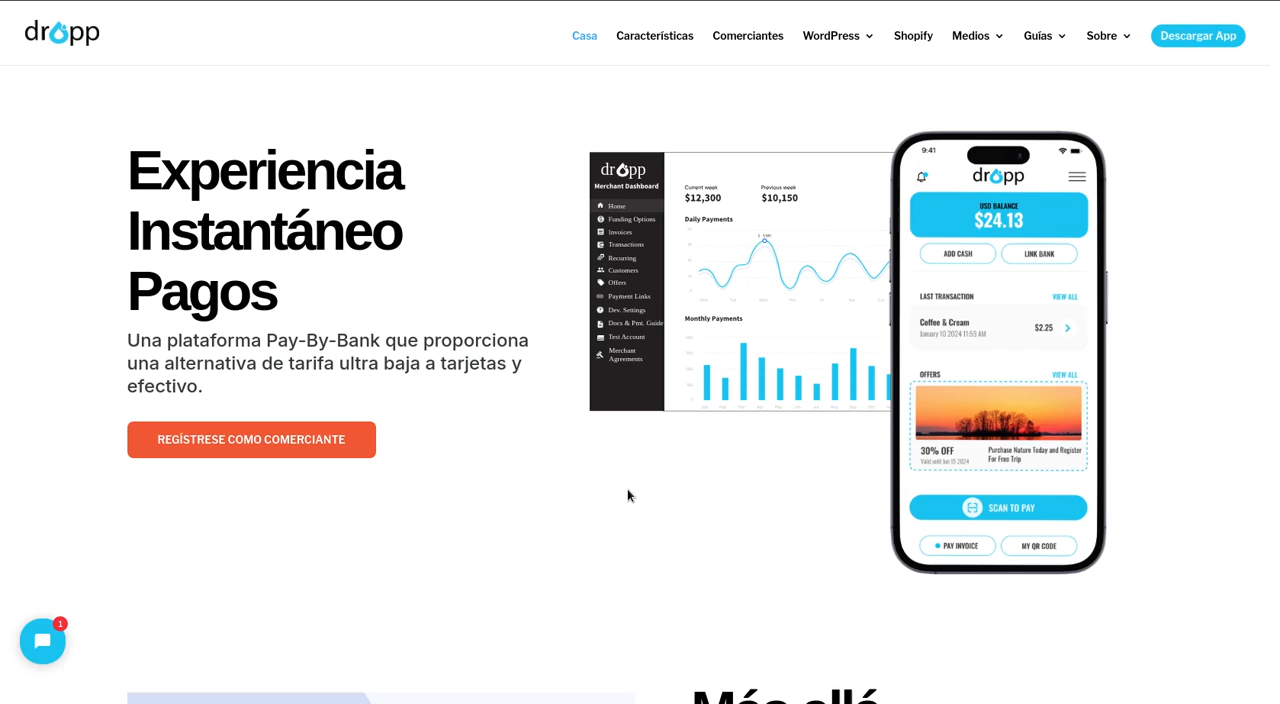 dropp
Casa Características Comerciantes WordPress Shopify Medios Guías Sobre Descargar App
Experiencia
Instantáneo
Pagos
Una plataforma Pay-By-Bank que proporciona
una alternativa de tarifa ultra baja a tarjetas y
efectivo.
REGÍSTRESE COMO COMERCIANTE
dropp
Merchant Dashboard
Home
Funding Options
Invoices
Transactions
Recurring
Customers
Offers
Payment Links
Dev. Settings
Docs & Pmt. Guide
Test Account
Merchant
Agreements
Current week Previous week
$12,300 $10,150
Daily Payments
Monthly Payments
9:41
dropp
USD BALANCE
$24.13
ADD CASH LINK BANK
LAST TRANSACTION VIEW ALL
Coffee & Cream
January 10 2024 11:59 AM
$2.25
OFFERS VIEW ALL
30% OFF
Valid until Jan 15 2024
Purchase Nature Today and Register
For Free Trip
SCAN TO PAY
PAY INVOICE MY QR CODE
1